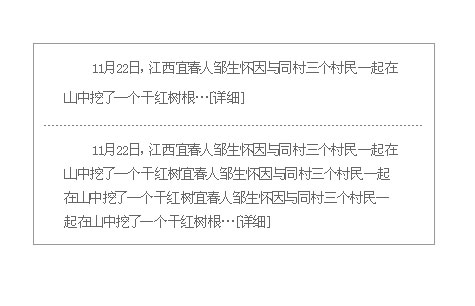 11月22日，江西宜春人邹生怀因与同村三个村民一起在
山中挖了一个千红树根…[详细]
11月22日，江西宜春人邹生怀因与同村三个村民一起在
山中挖了一个千红树宜春人邹生怀因与同村三个村民一起
在山中挖了一个千红树宜春人邹生怀因与同村三个村民一
起在山中挖了一个千红树根…[详细]